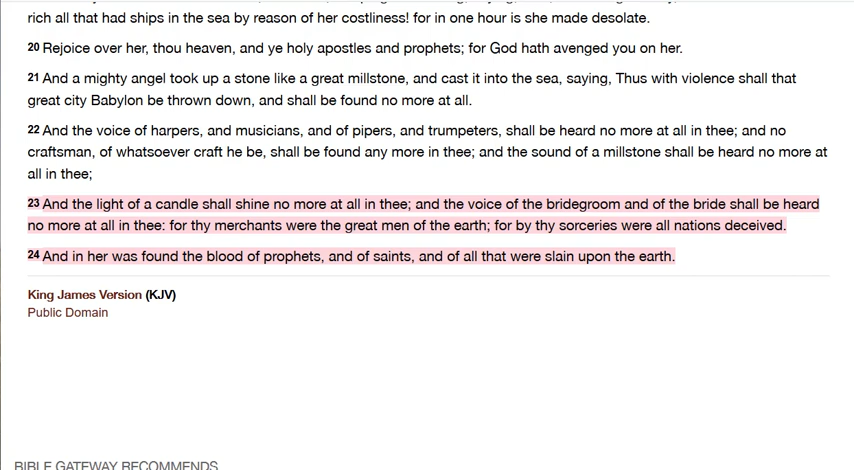 rich all that had ships in the sea by reason of her costliness! for in one hour is she made desolate.
20 Rejoice over her, thou heaven, and ye holy apostles and prophets; for God hath avenged you on her.
21 And a mighty angel took up a stone like a great millstone, and cast it into the sea, saying, Thus with violence shall that
great city Babylon be thrown down, and shall be found no more at all.
22 And the voice of harpers, and musicians, and of pipers, and trumpeters, shall be heard no more at all in thee; and no
craftsman, of whatsoever craft he be, shall be found any more in thee; and the sound of a millstone shall be heard no more at
all in thee;
23 And the light of a candle shall shine no more at all in thee; and the voice of the bridegroom and of the bride shall be heard
no more at all in thee: for thy merchants were the great men of the earth; for by thy sorceries were all nations deceived.
24 And in her was found the blood of prophets, and of saints, and of all that were slain upon the earth.
King James Version (KJV)
Public Domain
BIBLE GATEWAY RECOMMENDS